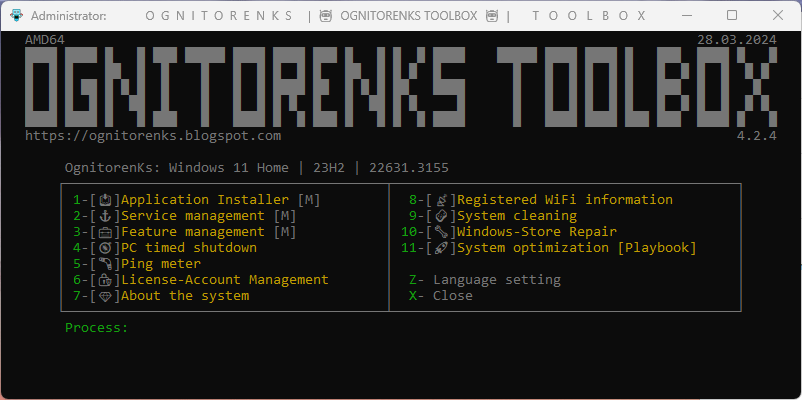 Administrator: O G N I T O R E N K S | OGNITORENKS TOOLBOX | T O O L B O X
AMD64 28.03.2024
OGNITORENKS TOOLBOX
https://ognitorenks.blogspot.com 4.2.4
OgnitorenKs: Windows 11 Home | 23H2 | 22631.3155
1-[]Application Installer [M]
2-[]Service management [M]
3-[]Feature management [M]
4-[]PC timed shutdown
5-[]Ping meter
6-[]License-Account Management
7-[]About the system
8-[]Registered WiFi information
9-[]System cleaning
10-[]Windows-Store Repair
11-[]System optimization [Playbook]
Z- Language setting
X- Close
Process: